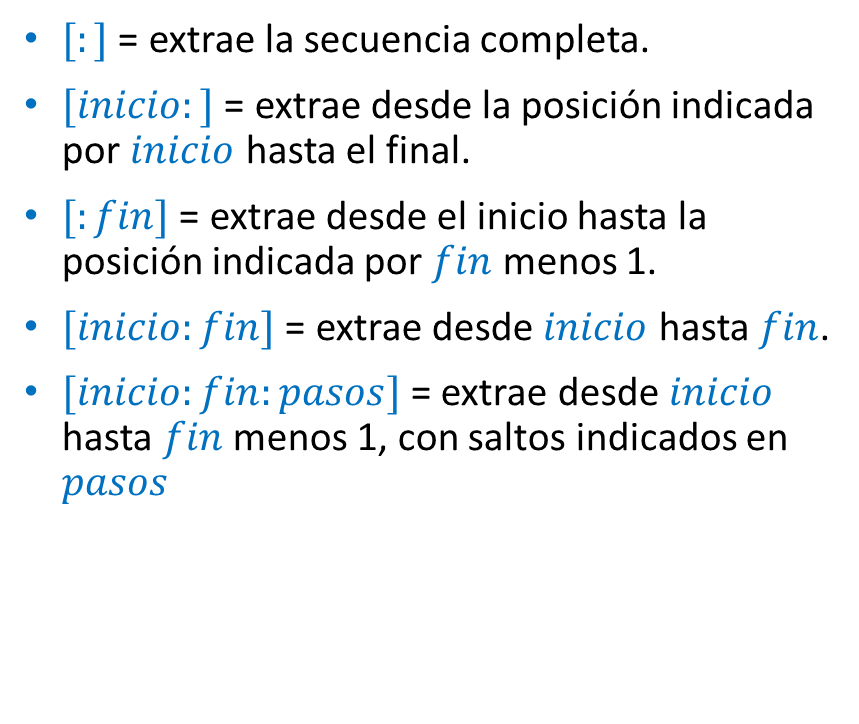 • [:] = extrae la secuencia completa.
• [inicio:] = extrae desde la posición indicada
por inicio hasta el final.
• [:fin] = extrae desde el inicio hasta la
posición indicada por fin menos 1.
• [inicio:fin] = extrae desde inicio hasta fin.
• [inicio:fin:pasos] = extrae desde inicio
hasta fin menos 1, con saltos indicados en
pasos